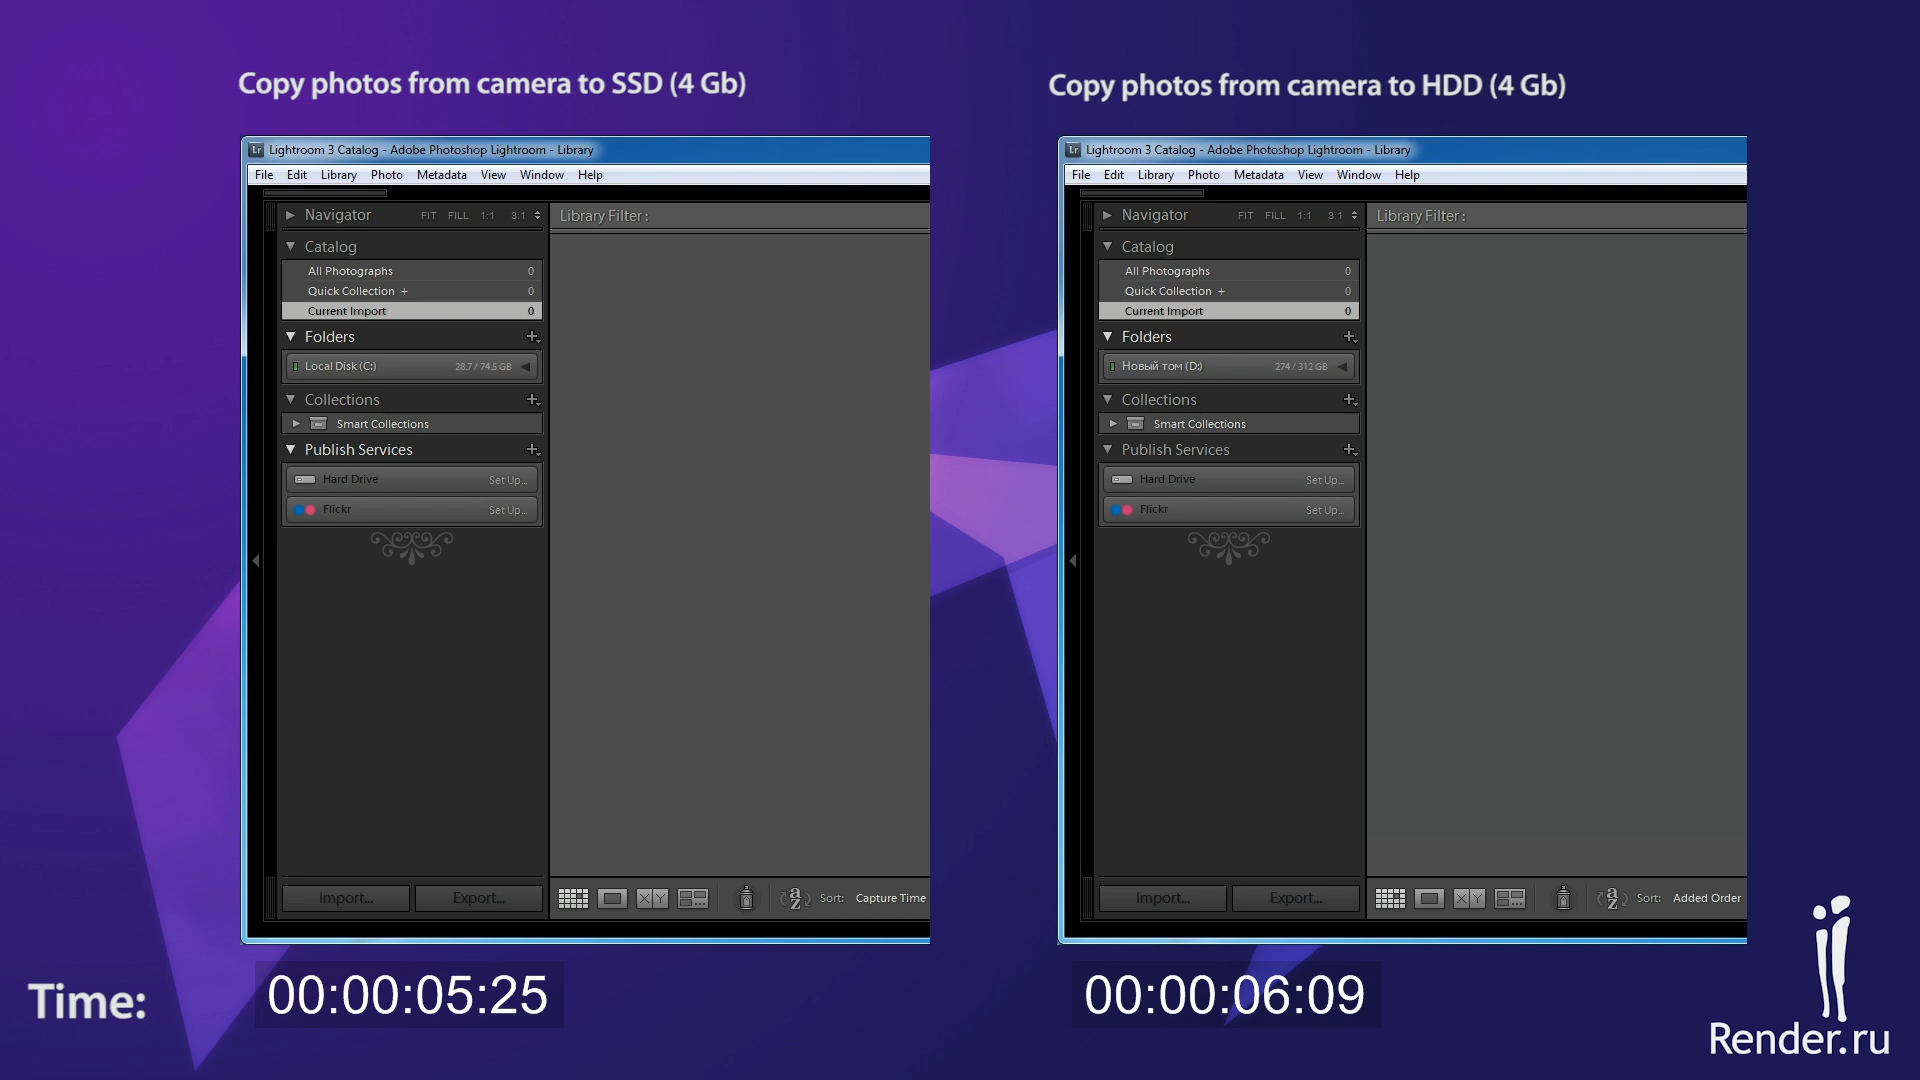 Copy photos from camera to SSD (4 Gb)
Lightroom 3 Catalog - Adobe Photoshop Lightroom - Library
File Edit Library Photo Metadata View Window Help
Navigator FIT FILL 1:1 3:1
Library Filter :
Catalog
All Photographs 0
Quick Collection + 0
Current Import 0
Folders
Local Disk (C:) 28.7 / 74.5 GB
Collections
Smart Collections
Publish Services
Hard Drive Set Up...
Flickr Set Up...
Import... Export...
XY
Sort: Capture Time
Copy photos from camera to HDD (4 Gb)
Lightroom 3 Catalog - Adobe Photoshop Lightroom - Library
File Edit Library Photo Metadata View Window Help
Navigator FIT FILL 1:1 3:1
Library Filter :
Catalog
All Photographs 0
Quick Collection + 0
Current Import 0
Folders
Новый том (D:) 274 / 312 GB
Collections
Smart Collections
Publish Services
Hard Drive Set Up...
Flickr Set Up...
Import... Export...
XY
Sort: Added Order
Time: 00:00:05:25 00:00:06:09
Render.ru